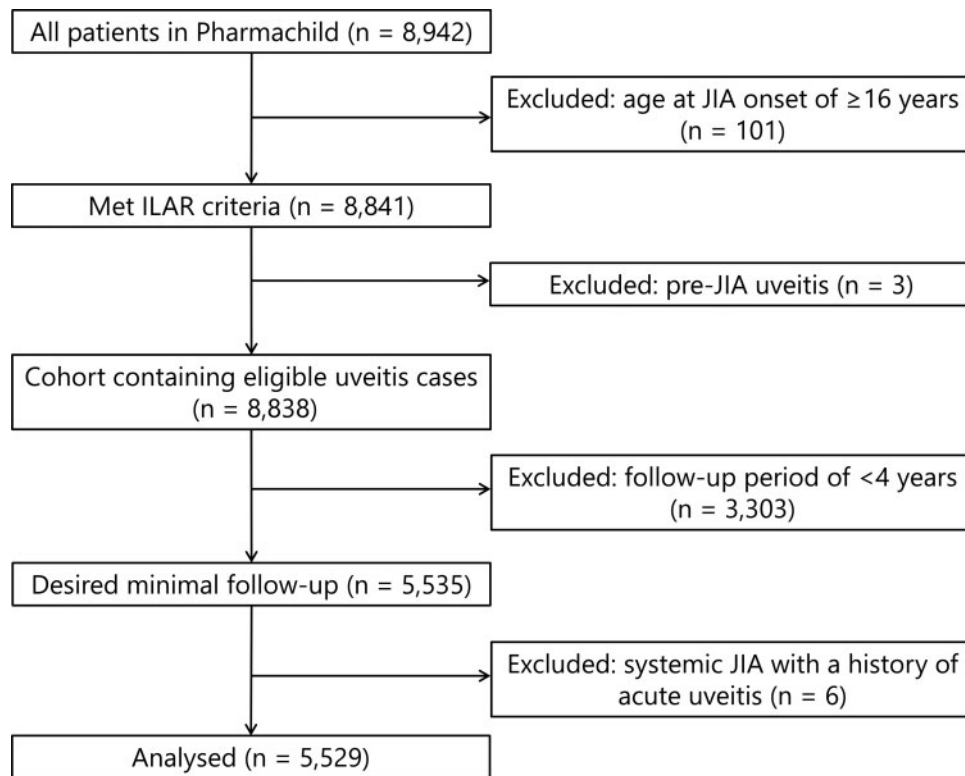 All patients in Pharmachild (n = 8,942)
Excluded: age at JIA onset of ≥16 years
(n = 101)
Met ILAR criteria (n = 8,841)
Excluded: pre-JIA uveitis (n = 3)
Cohort containing eligible uveitis cases
(n = 8,838)
Excluded: follow-up period of <4 years
(n = 3,303)
Desired minimal follow-up (n = 5,535)
Excluded: systemic JIA with a history of
acute uveitis (n = 6)
Analysed (n = 5,529)